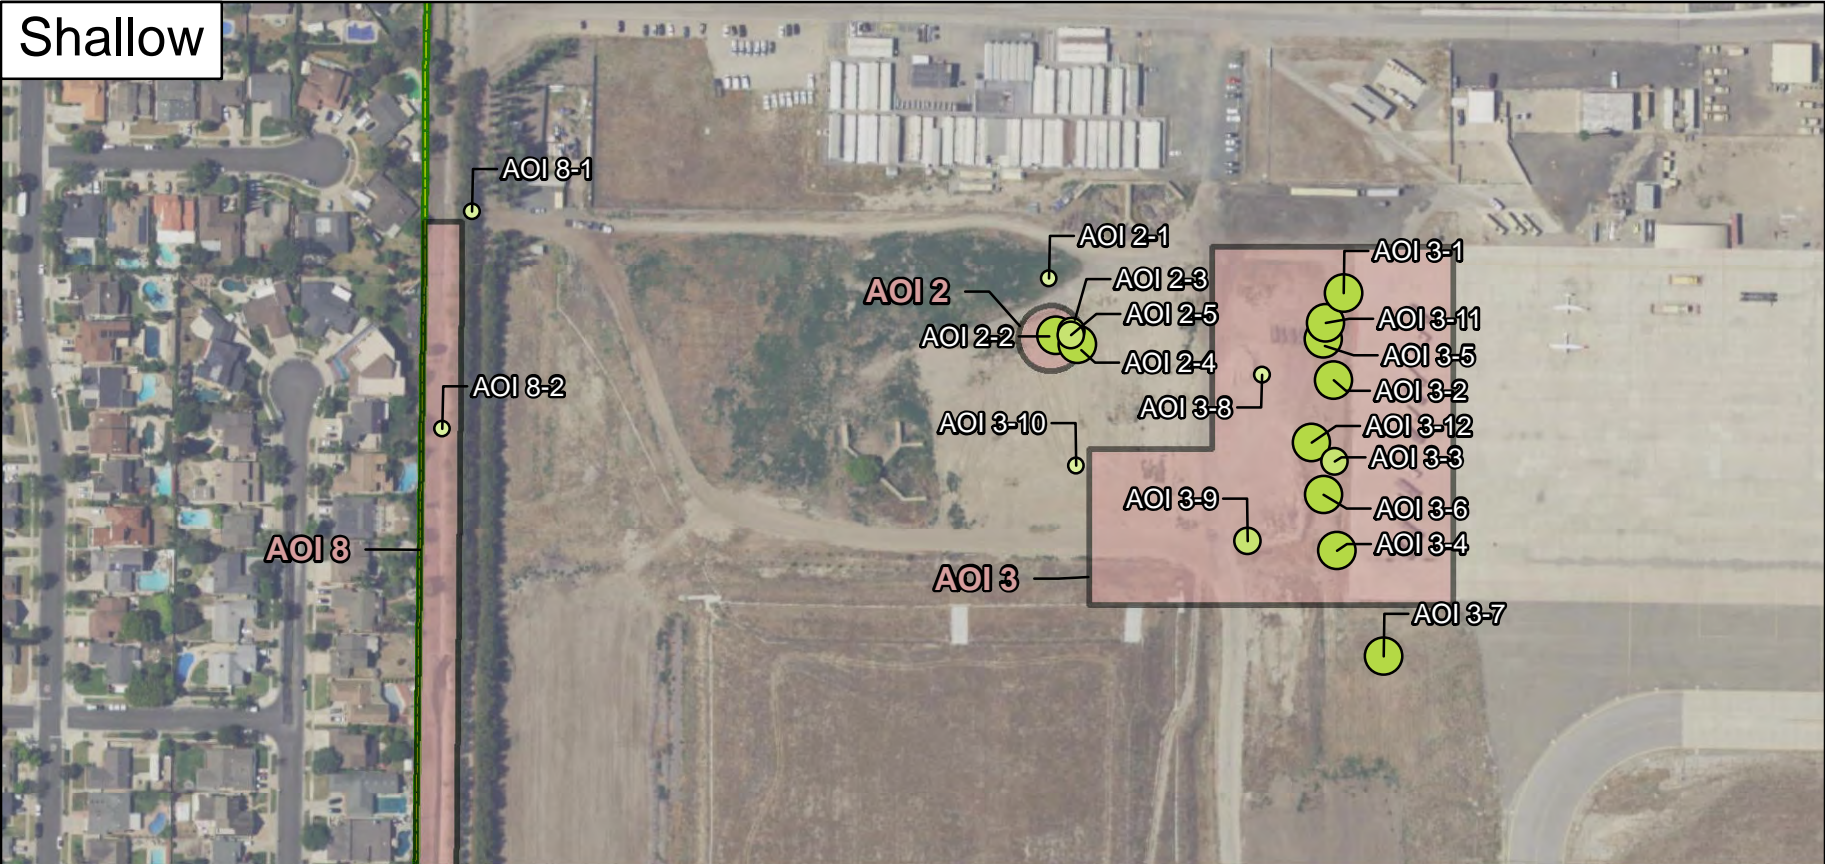 Shallow
AOI 8-1
AOI 2-1
AOI 3-1
AOI 2-3
AOI 2
AOI 2-5
AOI 3-11
AOI 2-2
AOI 3-5
AOI 2-4
AOI 8-2
AOI 3-2
AOI 3-8
AOI 3-10
AOI 3-12
AOI 3-3
AOI 3-9
AOI 3-6
AOI 8
AOI 3-4
AOI 3
AOI 3-7